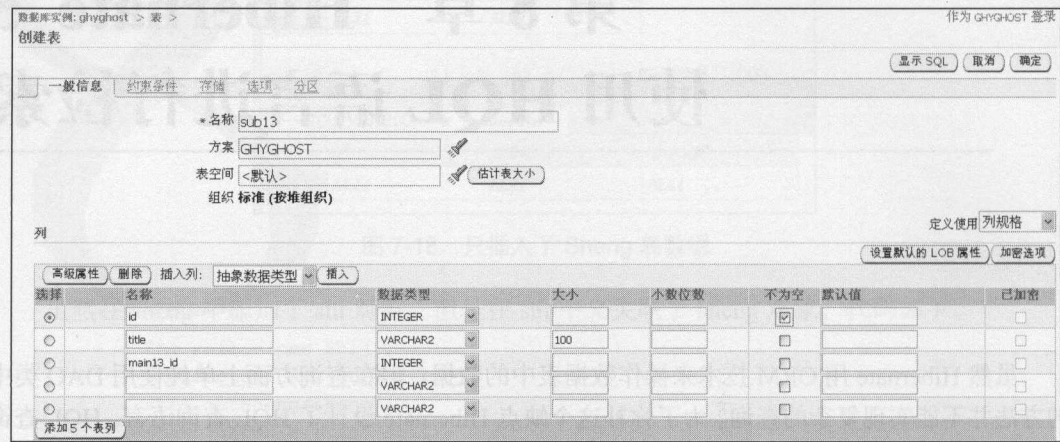 数据库实例: ghyghost > 表 >
作为 GHYGHOST 登录
创建表
显示 SQL 取消 确定
一般信息 约束条件 存储 选项 分区
*名称 sub13
方案 GHYGHOST
表空间 <默认> 估计表大小
组织 标准 (按堆组织)
定义使用 列规格
列
设置默认的 LOB 属性 加密选项
高级属性 删除 插入列: 抽象数据类型 插入
选择 名称 数据类型 大小 小数位数 不为空 默认值 已加密
id INTEGER
title VARCHAR2 100
main13_id INTEGER
VARCHAR2
VARCHAR2
添加 5 个表列